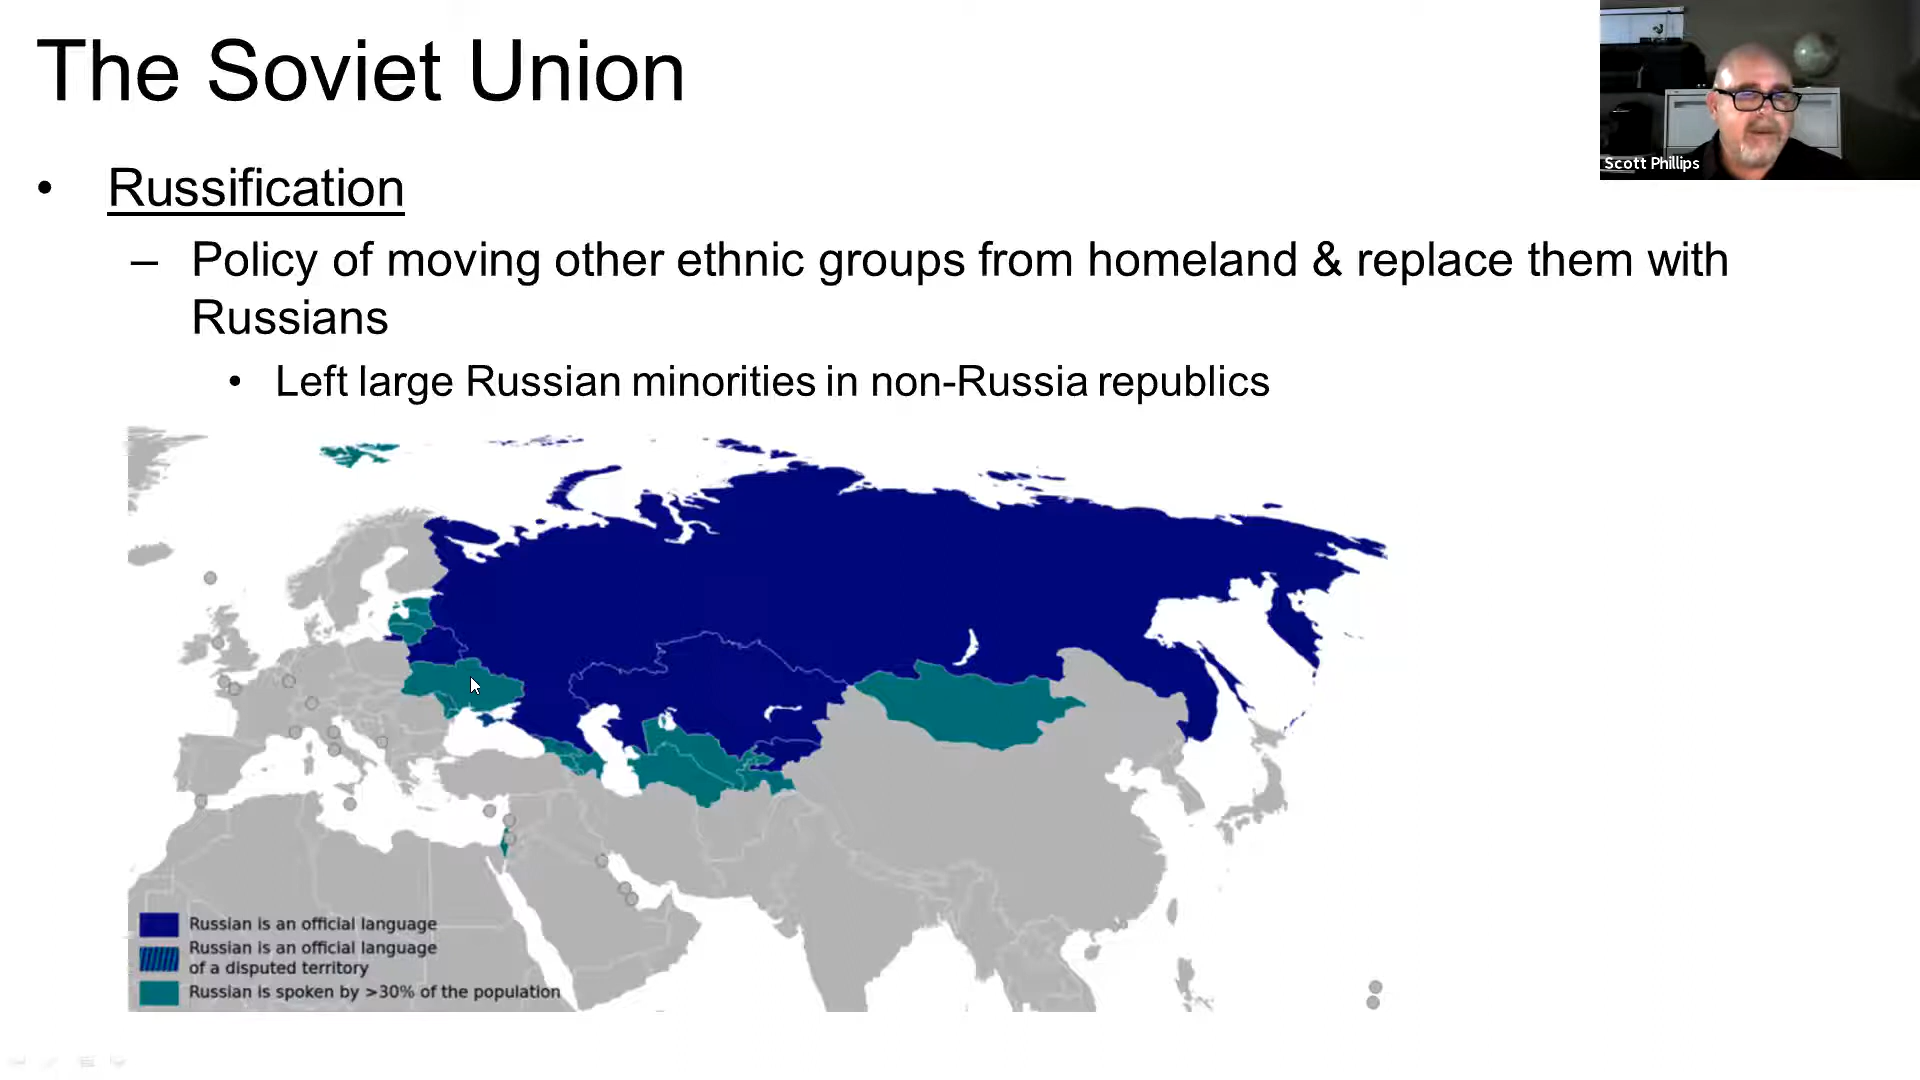 The Soviet Union
Scott Phillips
• Russification
– Policy of moving other ethnic groups from homeland & replace them with
Russians
• Left large Russian minorities in non-Russia republics
Russian is an official language
Russian is an official language
of a disputed territory
Russian is spoken by >30% of the population